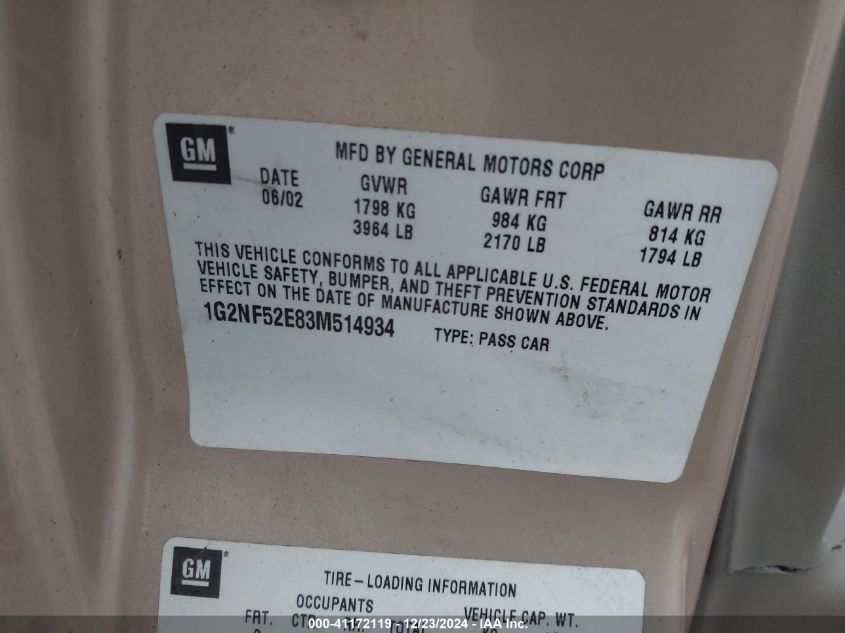 GM
MFD BY GENERAL MOTORS CORP
DATE GVWR GAWR FRT GAWR RR
06/02 1798 KG 984 KG 814 KG
3964 LB 2170 LB 1794 LB
THIS VEHICLE CONFORMS TO ALL APPLICABLE U.S. FEDERAL MOTOR
VEHICLE SAFETY, BUMPER, AND THEFT PREVENTION STANDARDS IN
EFFECT ON THE DATE OF MANUFACTURE SHOWN ABOVE.
1G2NF52E83M514934 TYPE: PASS CAR
GM
TIRE-LOADING INFORMATION
OCCUPANTS VEHICLE CAP. WT.
FRT.
000-41172119 - 12/23/2024 - IAA Inc.